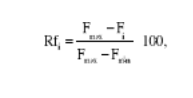 Rf_i = (F_max − F_i) / (F_max − F_min) 100,